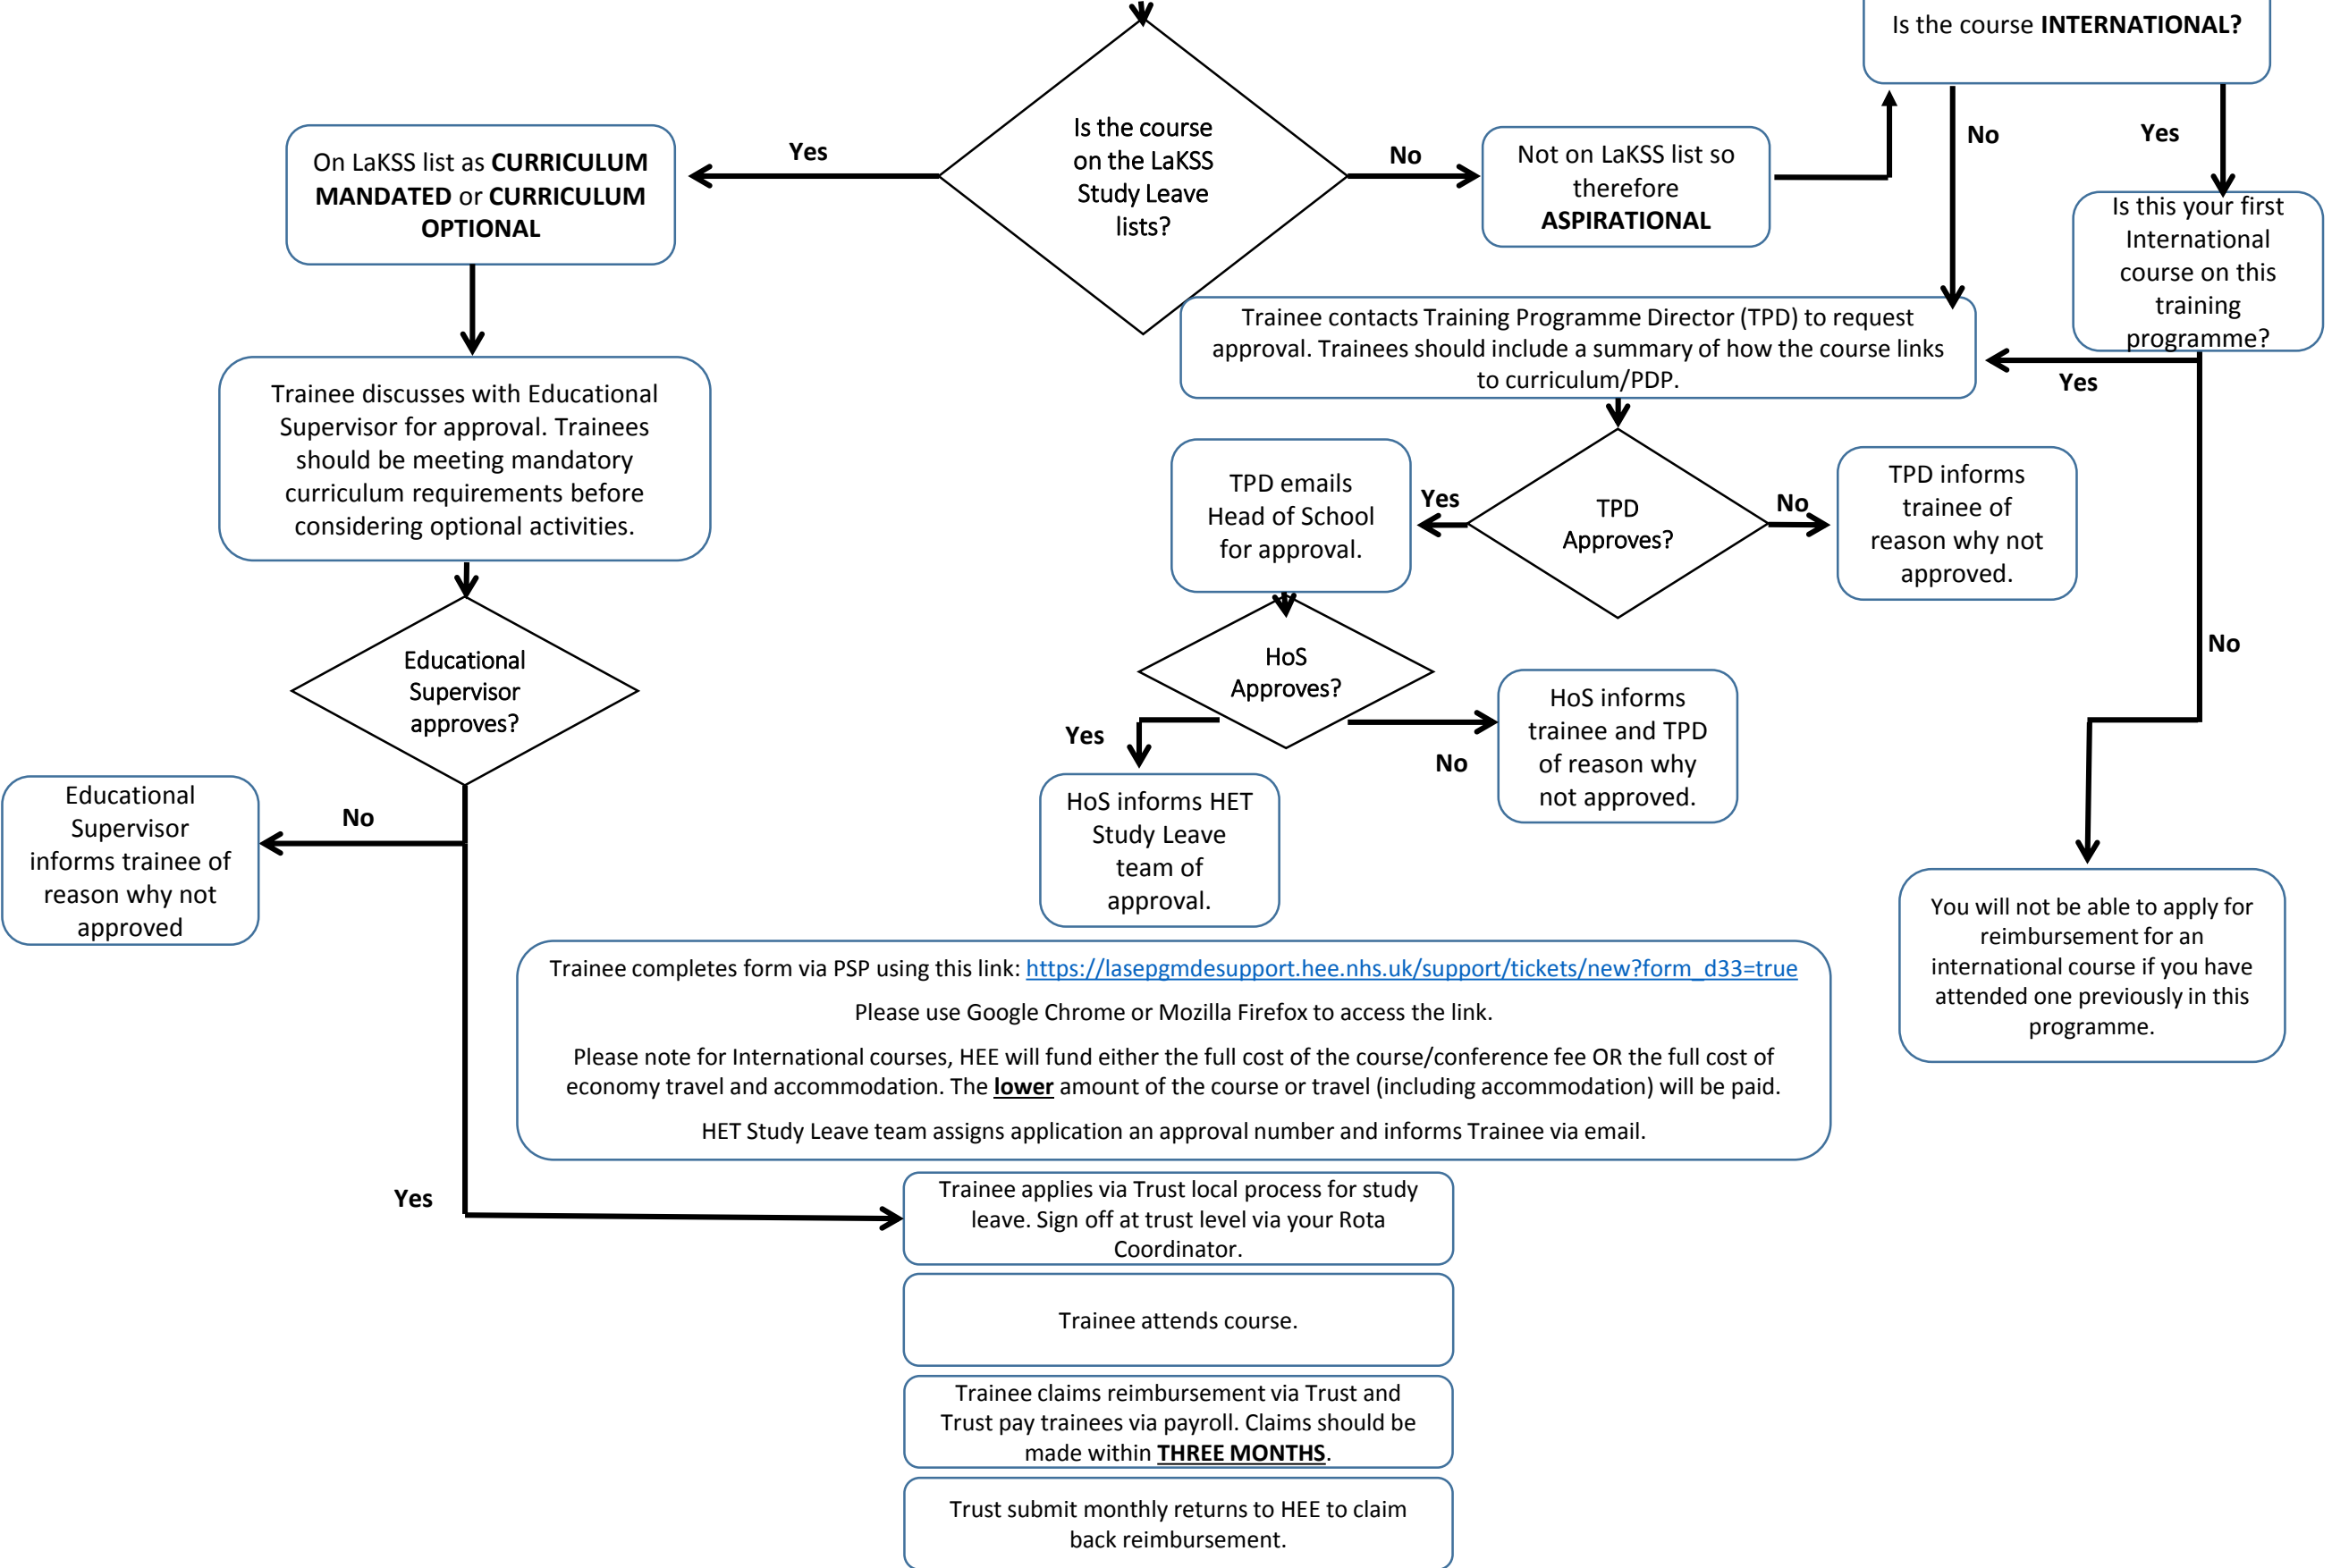 Is the course INTERNATIONAL?
Is the course
on the LaKSS
Study Leave
lists?
Yes
No
No
Yes
On LaKSS list as CURRICULUM
MANDATED or CURRICULUM
OPTIONAL
Not on LaKSS list so
therefore
ASPIRATIONAL
Is this your first
International
course on this
training
programme?
Trainee contacts Training Programme Director (TPD) to request
approval. Trainees should include a summary of how the course links
to curriculum/PDP.
Yes
Trainee discusses with Educational
Supervisor for approval. Trainees
should be meeting mandatory
curriculum requirements before
considering optional activities.
TPD emails
Head of School
for approval.
Yes
TPD
Approves?
No
TPD informs
trainee of
reason why not
approved.
No
Educational
Supervisor
approves?
HoS
Approves?
Yes
No
HoS informs
trainee and TPD
of reason why
not approved.
Educational
Supervisor
informs trainee of
reason why not
approved
No
HoS informs HET
Study Leave
team of
approval.
You will not be able to apply for
reimbursement for an
international course if you have
attended one previously in this
programme.
Trainee completes form via PSP using this link: https://lasepgmdesupport.hee.nhs.uk/support/tickets/new?form_d33=true
Please use Google Chrome or Mozilla Firefox to access the link.
Please note for International courses, HEE will fund either the full cost of the course/conference fee OR the full cost of
economy travel and accommodation. The lower amount of the course or travel (including accommodation) will be paid.
HET Study Leave team assigns application an approval number and informs Trainee via email.
Yes
Trainee applies via Trust local process for study
leave. Sign off at trust level via your Rota
Coordinator.
Trainee attends course.
Trainee claims reimbursement via Trust and
Trust pay trainees via payroll. Claims should be
made within THREE MONTHS.
Trust submit monthly returns to HEE to claim
back reimbursement.